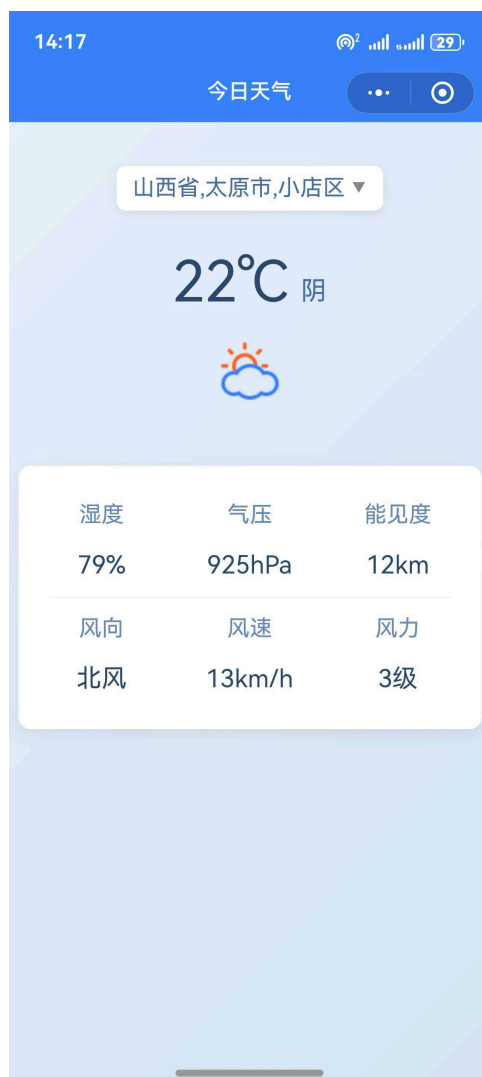 14:17 2 29
今日天气
山西省,太原市,小店区
22℃ 阴
湿度 气压 能见度
79% 925hPa 12km
风向 风速 风力
北风 13km/h 3级